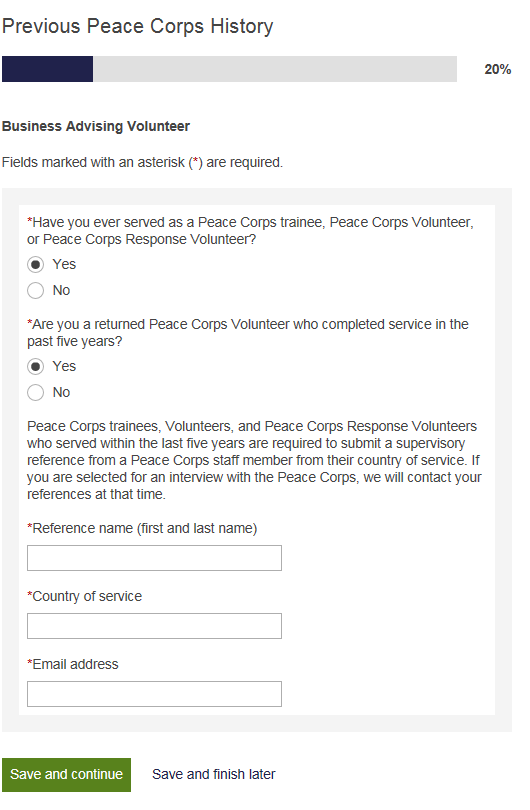 Previous Peace Corps History
20%
Business Advising Volunteer
Fields marked with an asterisk (*) are required.
*Have you ever served as a Peace Corps trainee, Peace Corps Volunteer,
or Peace Corps Response Volunteer?
Yes
No
*Are you a returned Peace Corps Volunteer who completed service in the
past five years?
Yes
No
Peace Corps trainees, Volunteers, and Peace Corps Response Volunteers
who served within the last five years are required to submit a supervisory
reference from a Peace Corps staff member from their country of service. If
you are selected for an interview with the Peace Corps, we will contact your
references at that time.
*Reference name (first and last name)
*Country of service
*Email address
Save and continue Save and finish later